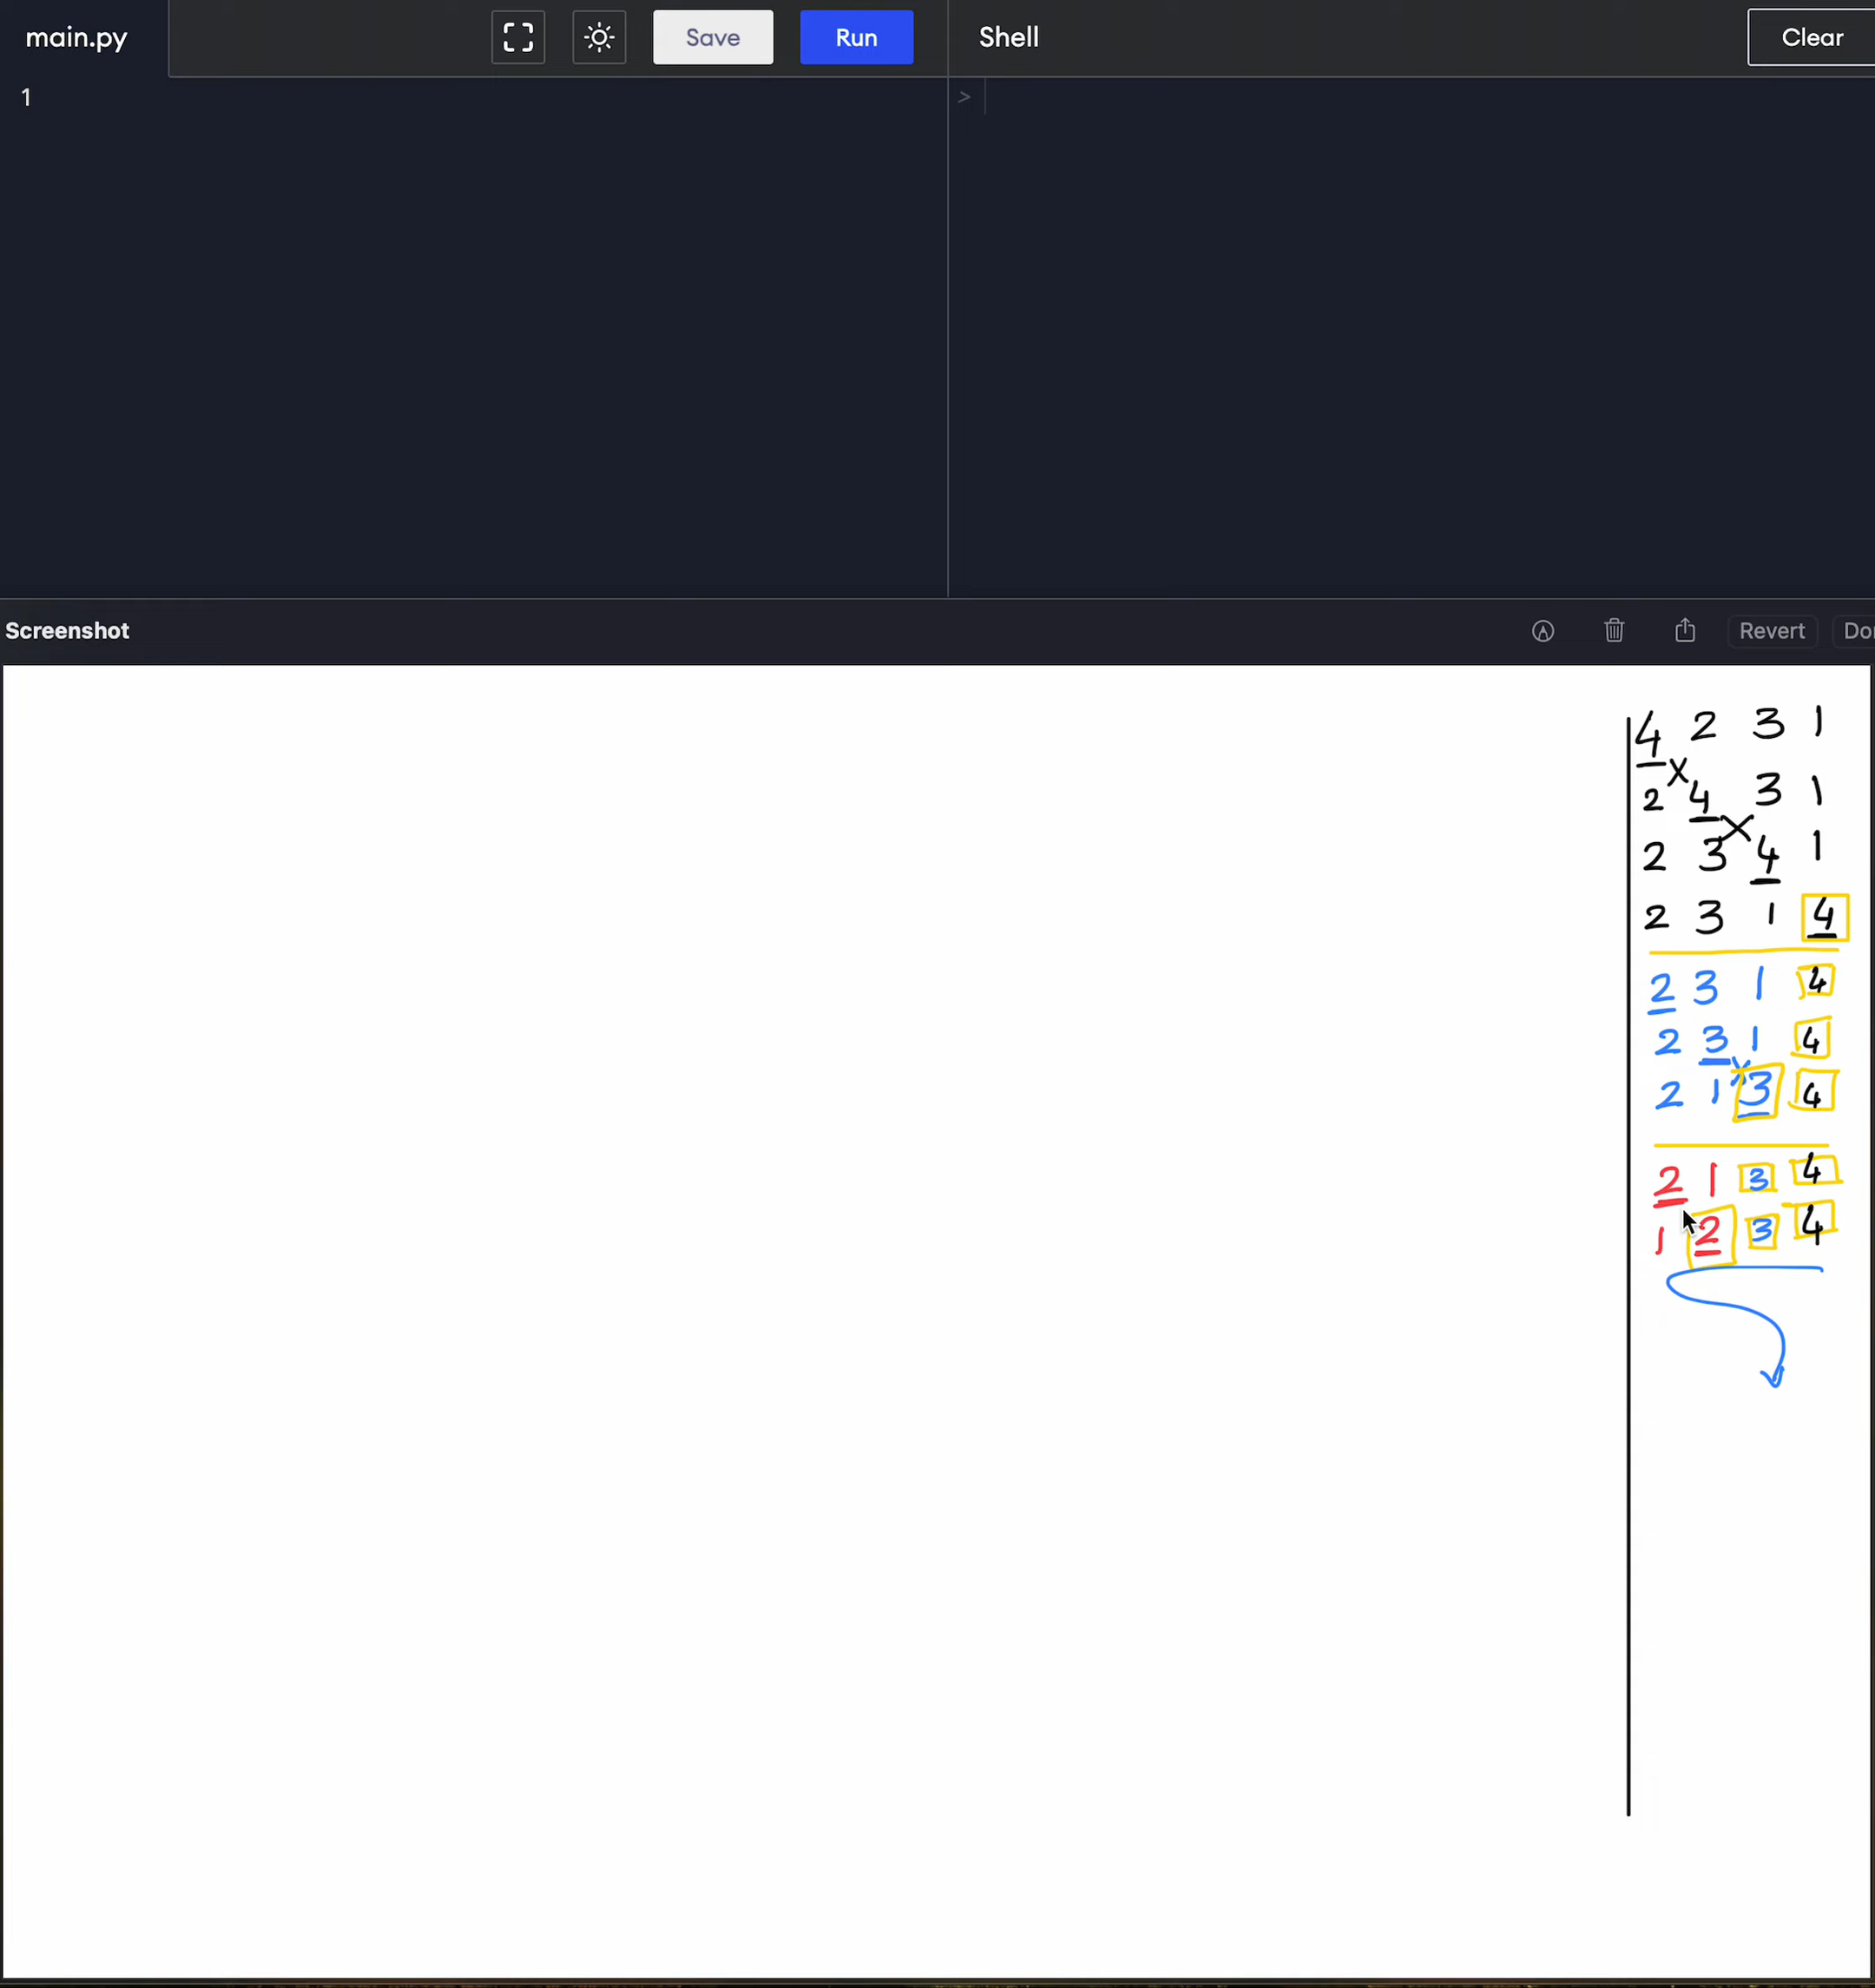 main.py Save Run Shell Clear
1 >
Screenshot Revert Do
4 2 3 1
2 4 3 1
2 3 4 1
2 3 1 4
2 3 1 4
2 3 1 4
2 1 3 4
2 1 3 4
1 2 3 4